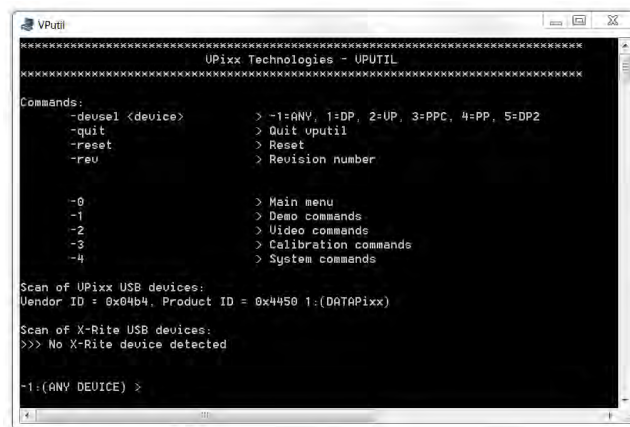 VPutil
******************************************************************************
VPixx Technologies - VPUTIL
******************************************************************************
Commands:
-devsel <device> > -1=ANY, 1=DP, 2=VP, 3=PPC, 4=PP, 5=DP2
-quit > Quit vputil
-reset > Reset
-rev > Revision number
-0 > Main menu
-1 > Demo commands
-2 > Video commands
-3 > Calibration commands
-4 > System commands
Scan of VPixx USB devices:
Vendor ID = 0x04b4, Product ID = 0x4450 1:(DATAPixx)
Scan of X-Rite USB devices:
>>> No X-Rite device detected
-1:(ANY DEVICE) >